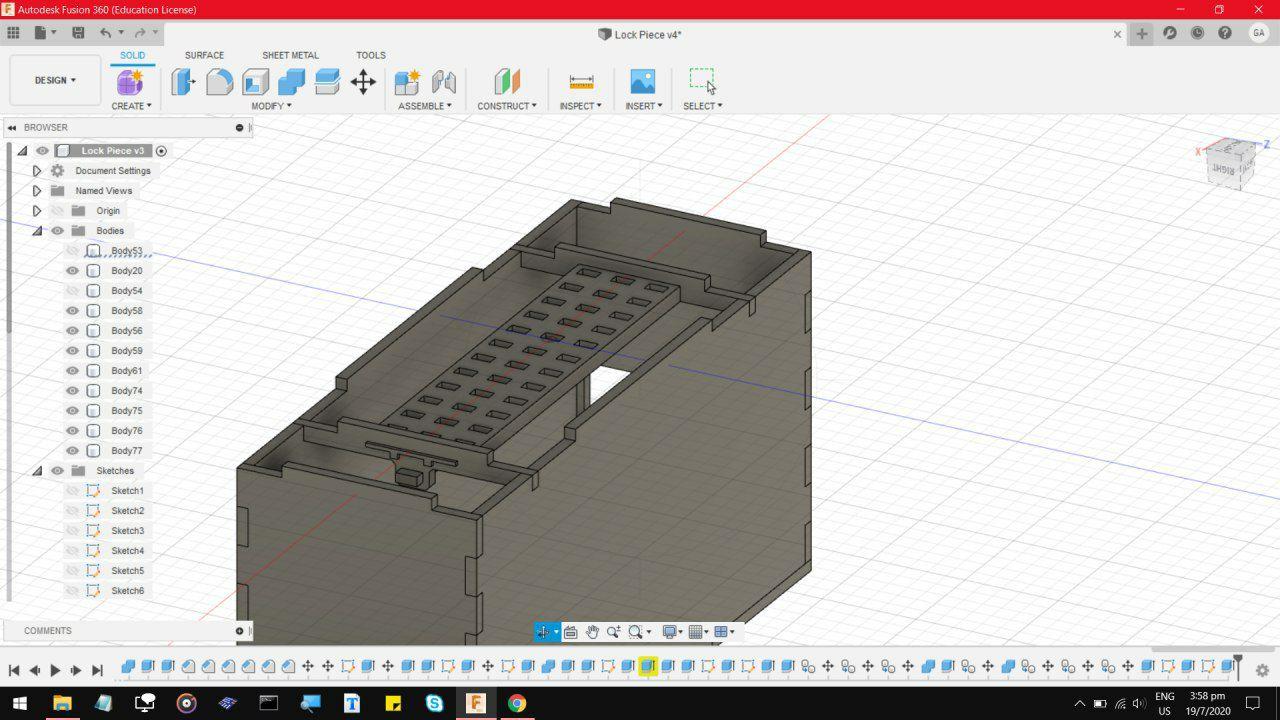 Autodesk Fusion 360 (Education License)
Lock Piece v4*
GA
SOLID SURFACE SHEET METAL TOOLS
DESIGN
CREATE MODIFY ASSEMBLE CONSTRUCT INSPECT INSERT SELECT
BROWSER
Lock Piece v3
Document Settings
Named Views
Origin
Bodies
Body53
Body20
Body54
Body58
Body56
Body59
Body61
Body74
Body75
Body76
Body77
Sketches
Sketch1
Sketch2
Sketch3
Sketch4
Sketch5
Sketch6
X Z
RIGHT
COMMENTS
ENG
US
3:58 pm
19/7/2020